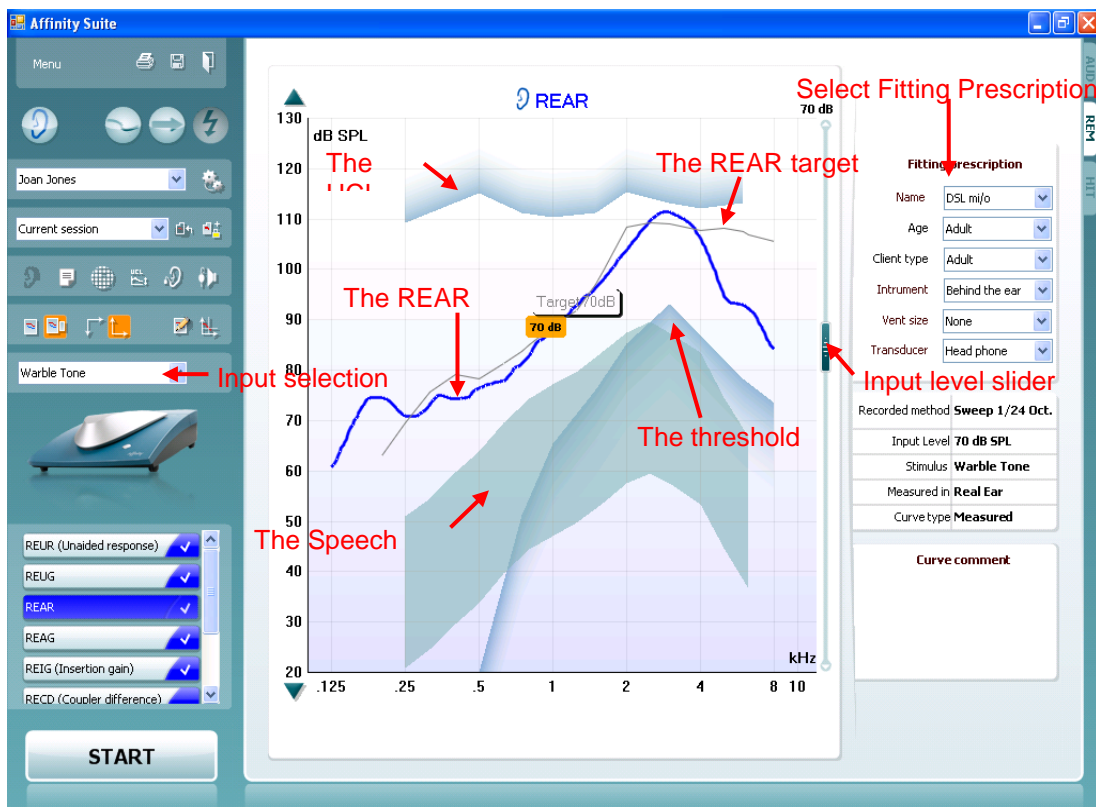 Affinity Suite
Menu
Joan Jones
Current session
UCL
Warble Tone
Input selection
REUR (Unaided response)
REUG
REAR
REAG
REIG (Insertion gain)
RECD (Coupler difference)
START
REAR
70 dB
dB SPL
130
120
110
100
90
80
70
60
50
40
30
20
.125 .25 .5 1 2 4 8 10
kHz
The
The REAR target
The REAR
Target 70dB
70 dB
The threshold
The Speech
Input level slider
Select Fitting Prescription
Fitting prescription
Name DSL mi/o
Age Adult
Client type Adult
Intrument Behind the ear
Vent size None
Transducer Head phone
Recorded method Sweep 1/24 Oct.
Input Level 70 dB SPL
Stimulus Warble Tone
Measured in Real Ear
Curve type Measured
Curve comment
AUD
REM
HIT